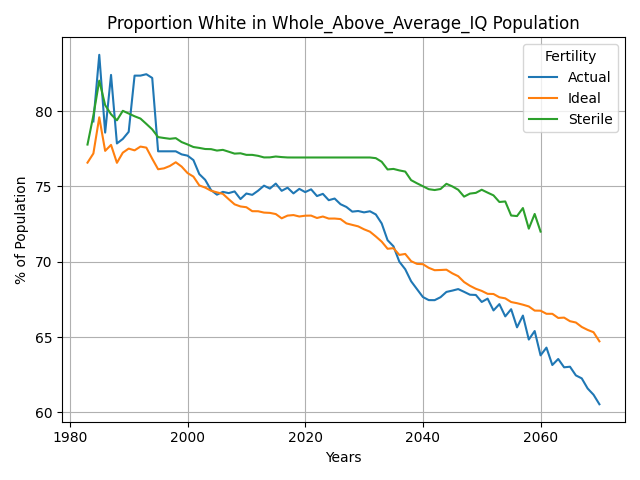 Proportion White in Whole_Above_Average_IQ Population
Fertility
Actual
Ideal
Sterile
% of Population
80
75
70
65
60
1980
2000
2020
2040
2060
Years